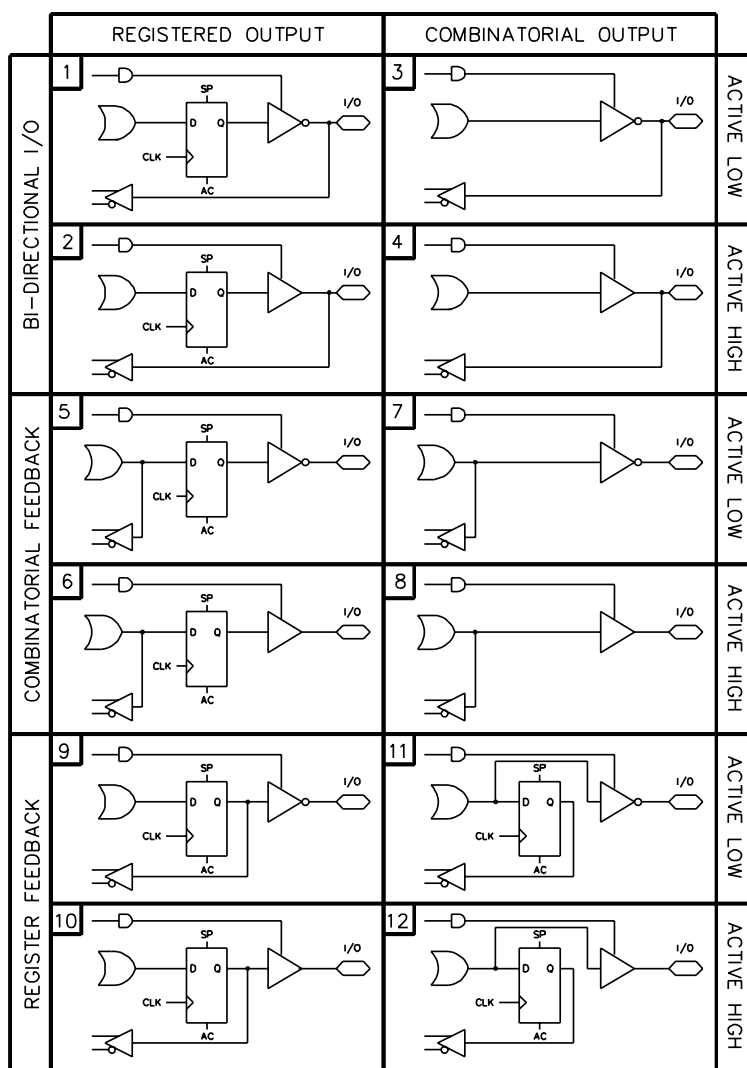 REGISTERED OUTPUT
COMBINATORIAL OUTPUT
BI-DIRECTIONAL I/O
1
SP
I/O
D Q
CLK
AC
3
I/O
ACTIVE LOW
2
SP
I/O
D Q
CLK
AC
4
I/O
ACTIVE HIGH
COMBINATORIAL FEEDBACK
5
SP
I/O
D Q
CLK
AC
7
I/O
ACTIVE LOW
6
SP
I/O
D Q
CLK
AC
8
I/O
ACTIVE HIGH
REGISTER FEEDBACK
9
SP
I/O
D Q
CLK
AC
11
SP
I/O
D Q
CLK
AC
ACTIVE LOW
10
SP
I/O
D Q
CLK
AC
12
SP
I/O
D Q
CLK
AC
ACTIVE HIGH